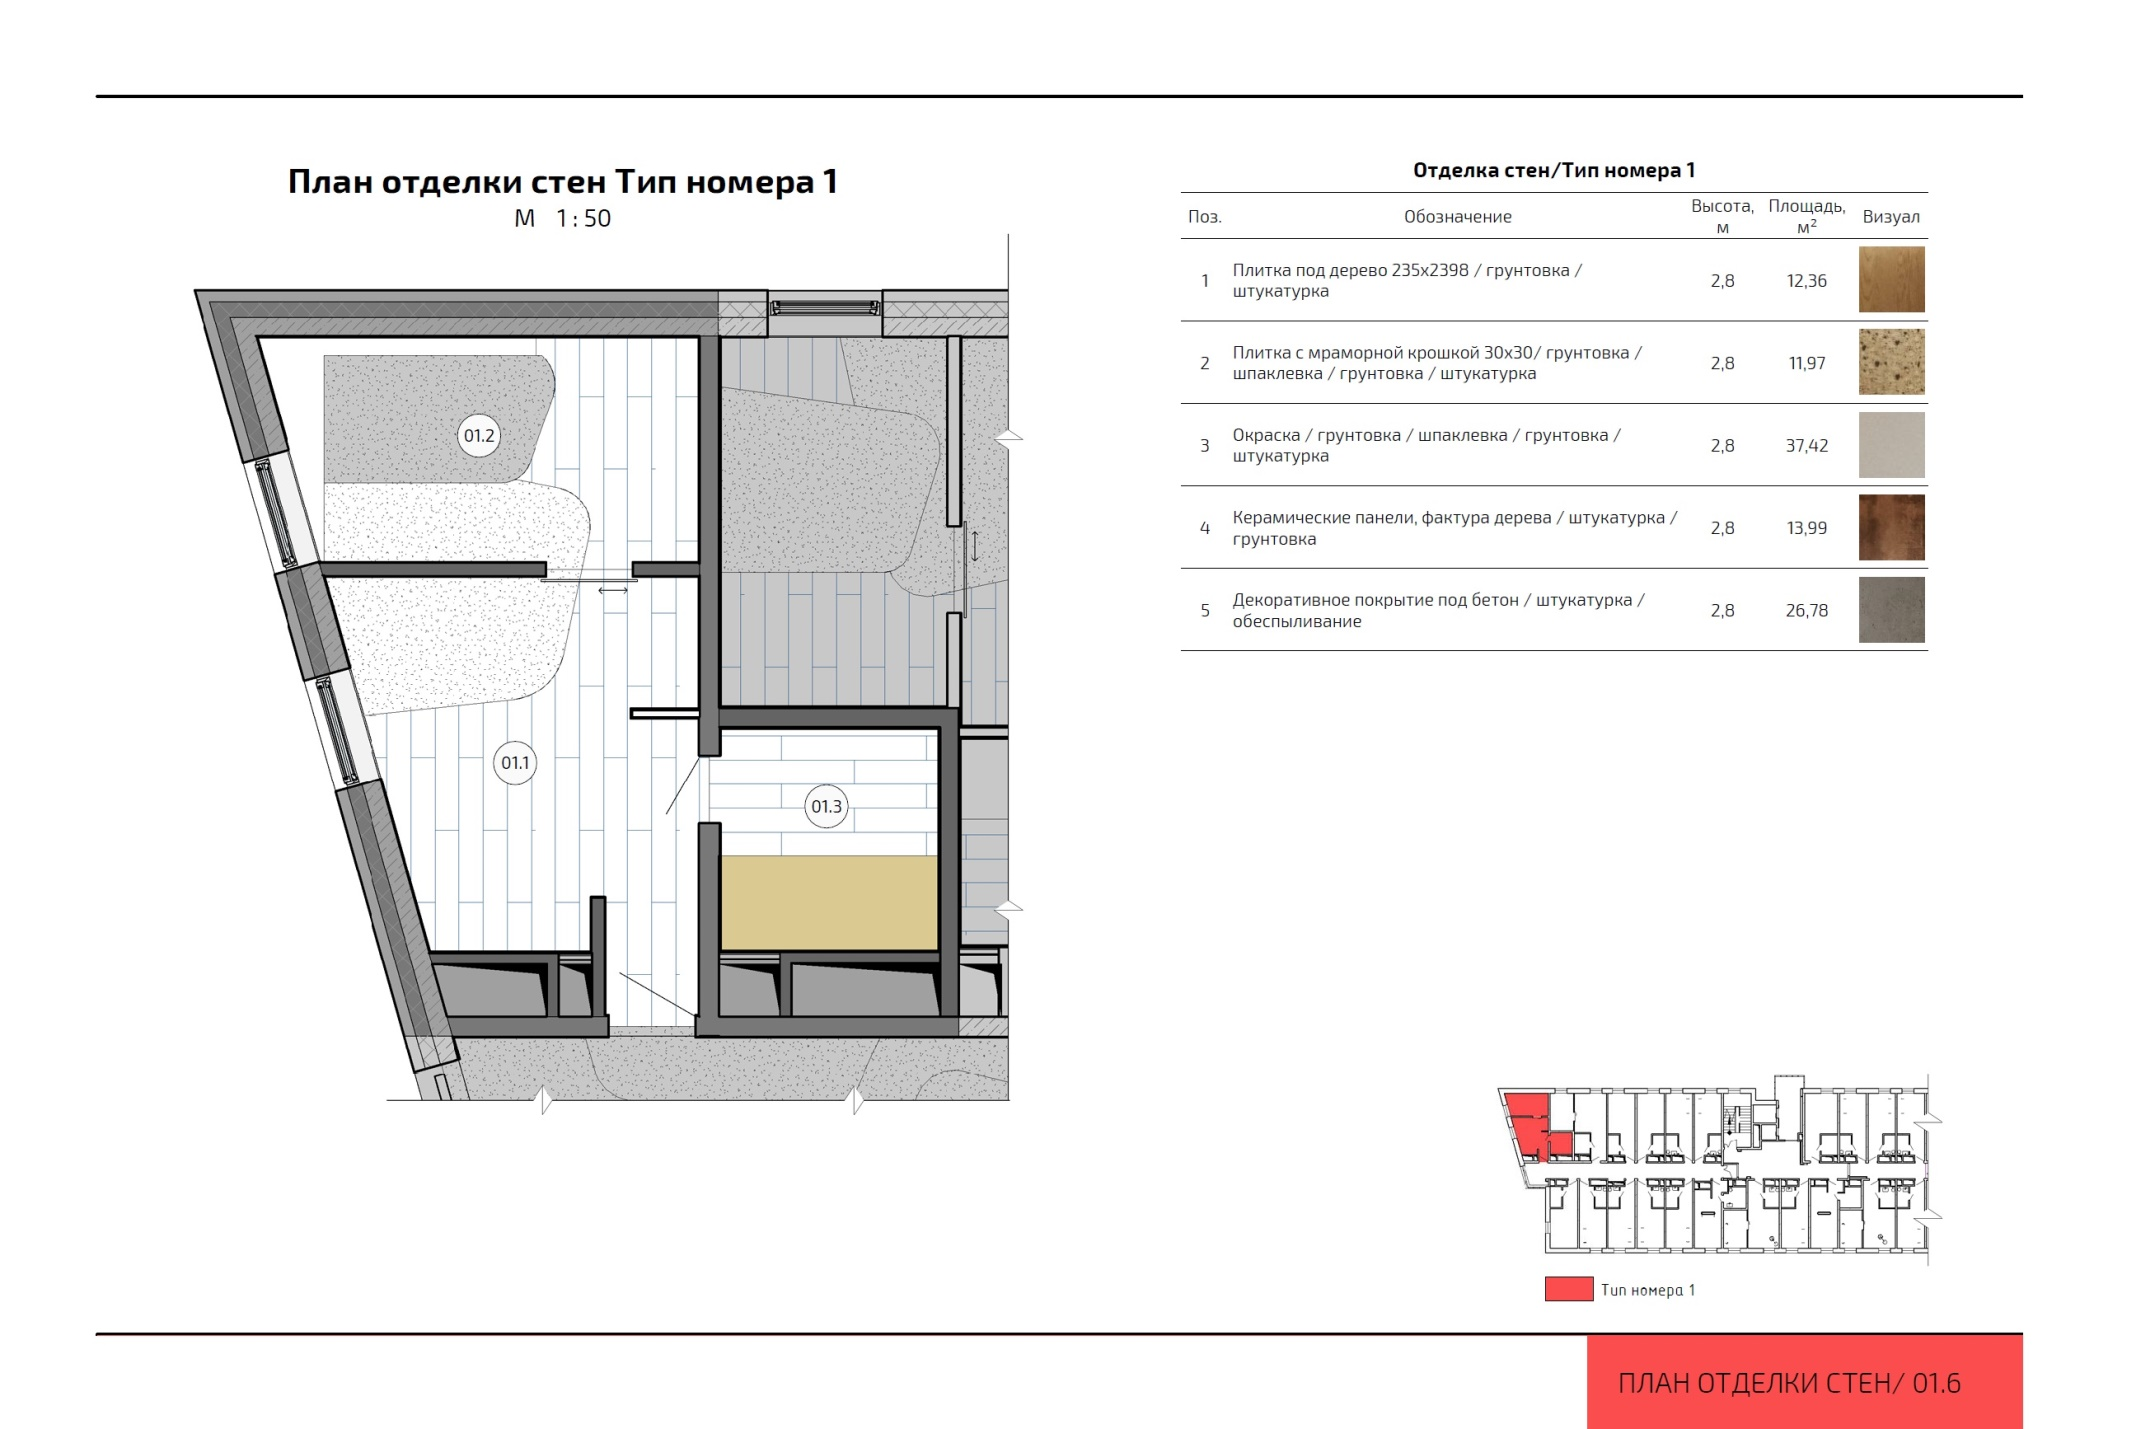 План отделки стен Тип номера 1
М 1 : 50
01.2
01.1
01.3
Отделка стен/Тип номера 1
Поз.
Обозначение
Высота,
м
Площадь,
м²
Визуал
1
Плитка под дерево 235x2398 / грунтовка /
штукатурка
2,8
12,36
2
Плитка с мраморной крошкой 30x30/ грунтовка /
шпаклевка / грунтовка / штукатурка
2,8
11,97
3
Окраска / грунтовка / шпаклевка / грунтовка /
штукатурка
2,8
37,42
4
Керамические панели, фактура дерева / штукатурка /
грунтовка
2,8
13,99
5
Декоративное покрытие под бетон / штукатурка /
обеспыливание
2,8
26,78
Тип номера 1
ПЛАН ОТДЕЛКИ СТЕН/ 01.6